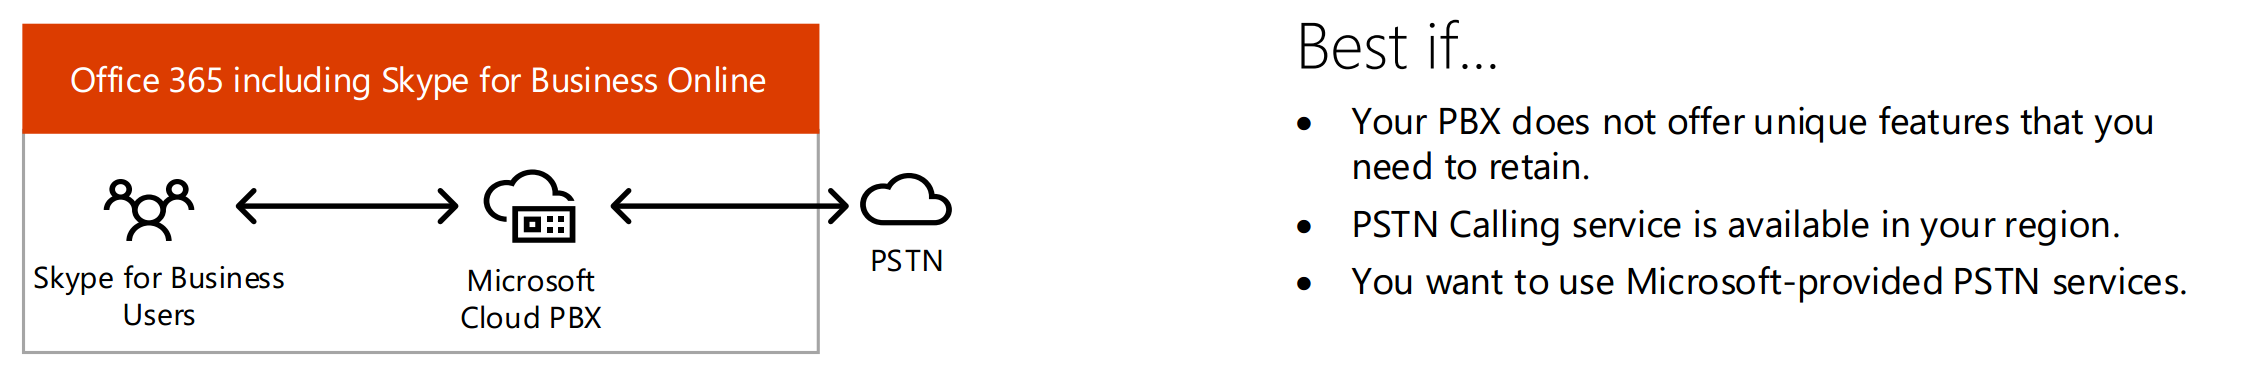 Office 365 including Skype for Business Online
Skype for Business
Users
Microsoft
Cloud PBX
PSTN
Best if...
• Your PBX does not offer unique features that you
need to retain.
• PSTN Calling service is available in your region.
• You want to use Microsoft-provided PSTN services.